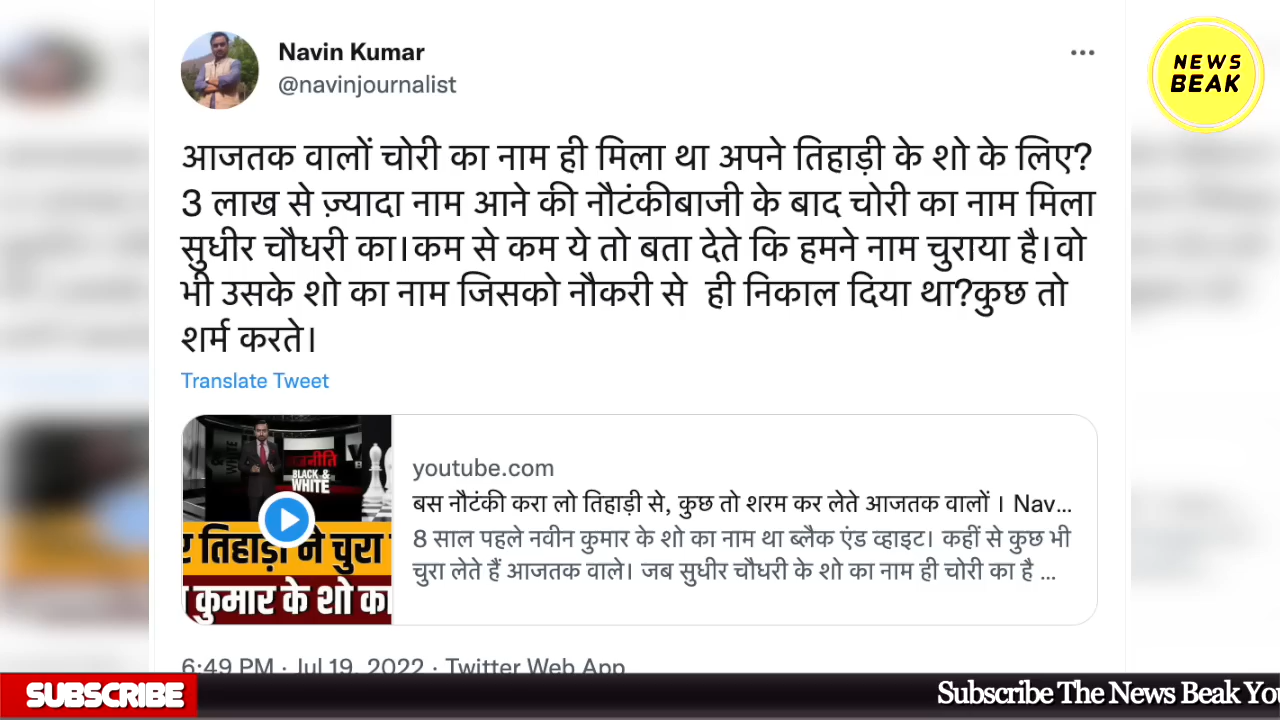 Navin Kumar
@navinjournalist
NEWS
BEAK
आजतक वालों चोरी का नाम ही मिला था अपने तिहाड़ी के शो के लिए?
3 लाख से ज़्यादा नाम आने की नौटंकीबाजी के बाद चोरी का नाम मिला
सुधीर चौधरी का।कम से कम ये तो बता देते कि हमने नाम चुराया है।वो
भी उसके शो का नाम जिसको नौकरी से ही निकाल दिया था?कुछ तो
शर्म करते।
Translate Tweet
BLACK &
WHITE
तिहाड़ी ने चुरा
कुमार के शो का
youtube.com
बस नौटंकी करा लो तिहाड़ी से, कुछ तो शरम कर लेते आजतक वालों । Nav...
8 साल पहले नवीन कुमार के शो का नाम था ब्लैक एंड व्हाइट। कहीं से कुछ भी
चुरा लेते हैं आजतक वाले। जब सुधीर चौधरी के शो का नाम ही चोरी का है ...
6:49 PM · Jul 19, 2022 · Twitter Web App
SUBSCRIBE
Subscribe The News Beak